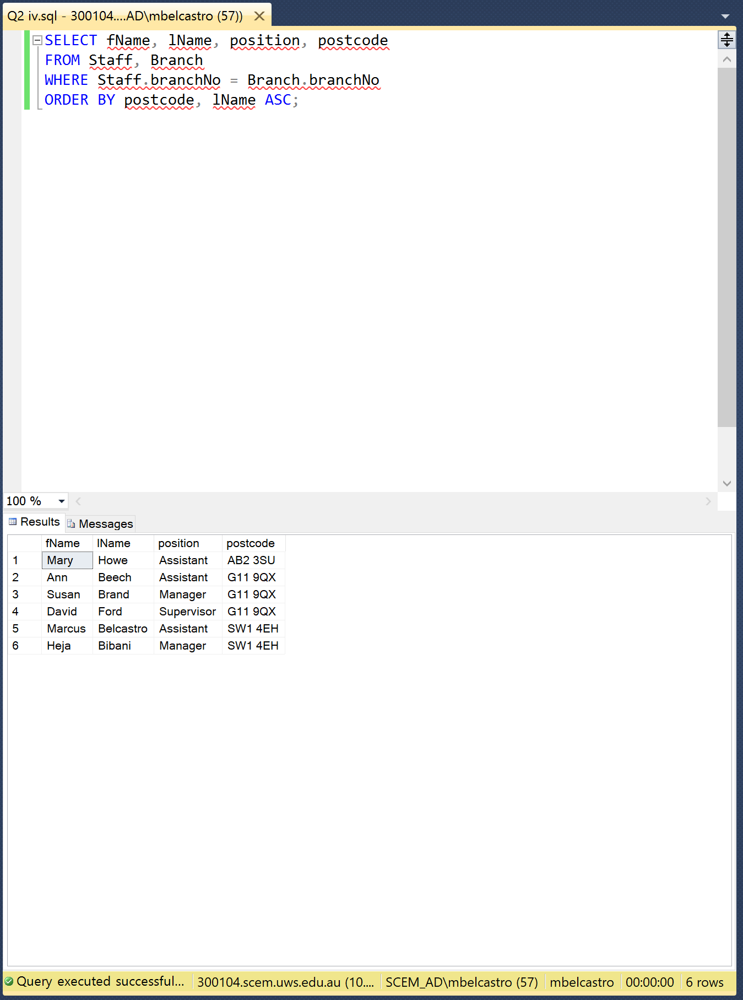 Q2 iv.sql - 300104....AD\mbelcastro (57))
SELECT fName, lName, position, postcode
FROM Staff, Branch
WHERE Staff.branchNo = Branch.branchNo
ORDER BY postcode, lName ASC;
100 %
Results Messages
fName lName position postcode
1 Mary Howe Assistant AB2 3SU
2 Ann Beech Assistant G11 9QX
3 Susan Brand Manager G11 9QX
4 David Ford Supervisor G11 9QX
5 Marcus Belcastro Assistant SW1 4EH
6 Heja Bibani Manager SW1 4EH
Query executed successful... 300104.scem.uws.edu.au (10.... SCEM_AD\mbelcastro (57) mbelcastro 00:00:00 6 rows